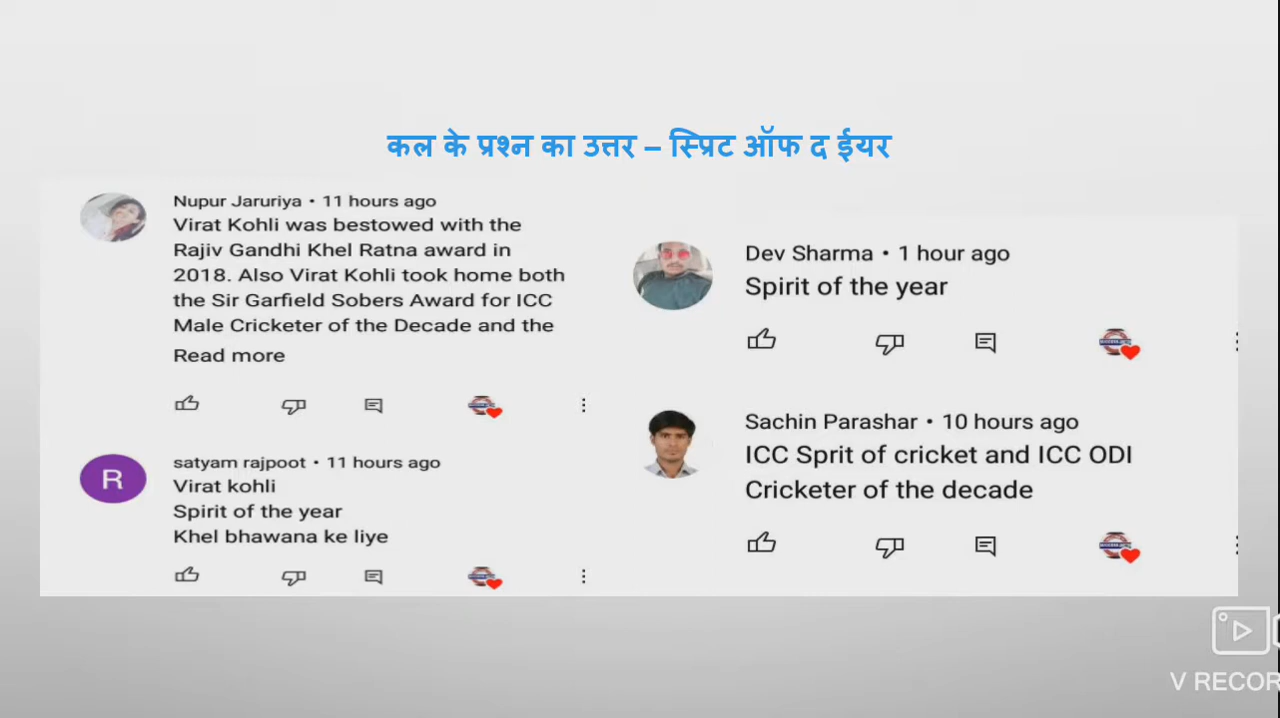 कल के प्रश्न का उत्तर – स्प्रिट ऑफ द ईयर
Nupur Jaruriya • 11 hours ago
Virat Kohli was bestowed with the
Rajiv Gandhi Khel Ratna award in
2018. Also Virat Kohli took home both
the Sir Garfield Sobers Award for ICC
Male Cricketer of the Decade and the
Read more
R
satyam rajpoot • 11 hours ago
Virat kohli
Spirit of the year
Khel bhawana ke liye
Dev Sharma • 1 hour ago
Spirit of the year
Sachin Parashar • 10 hours ago
ICC Sprit of cricket and ICC ODI
Cricketer of the decade
V RECOR